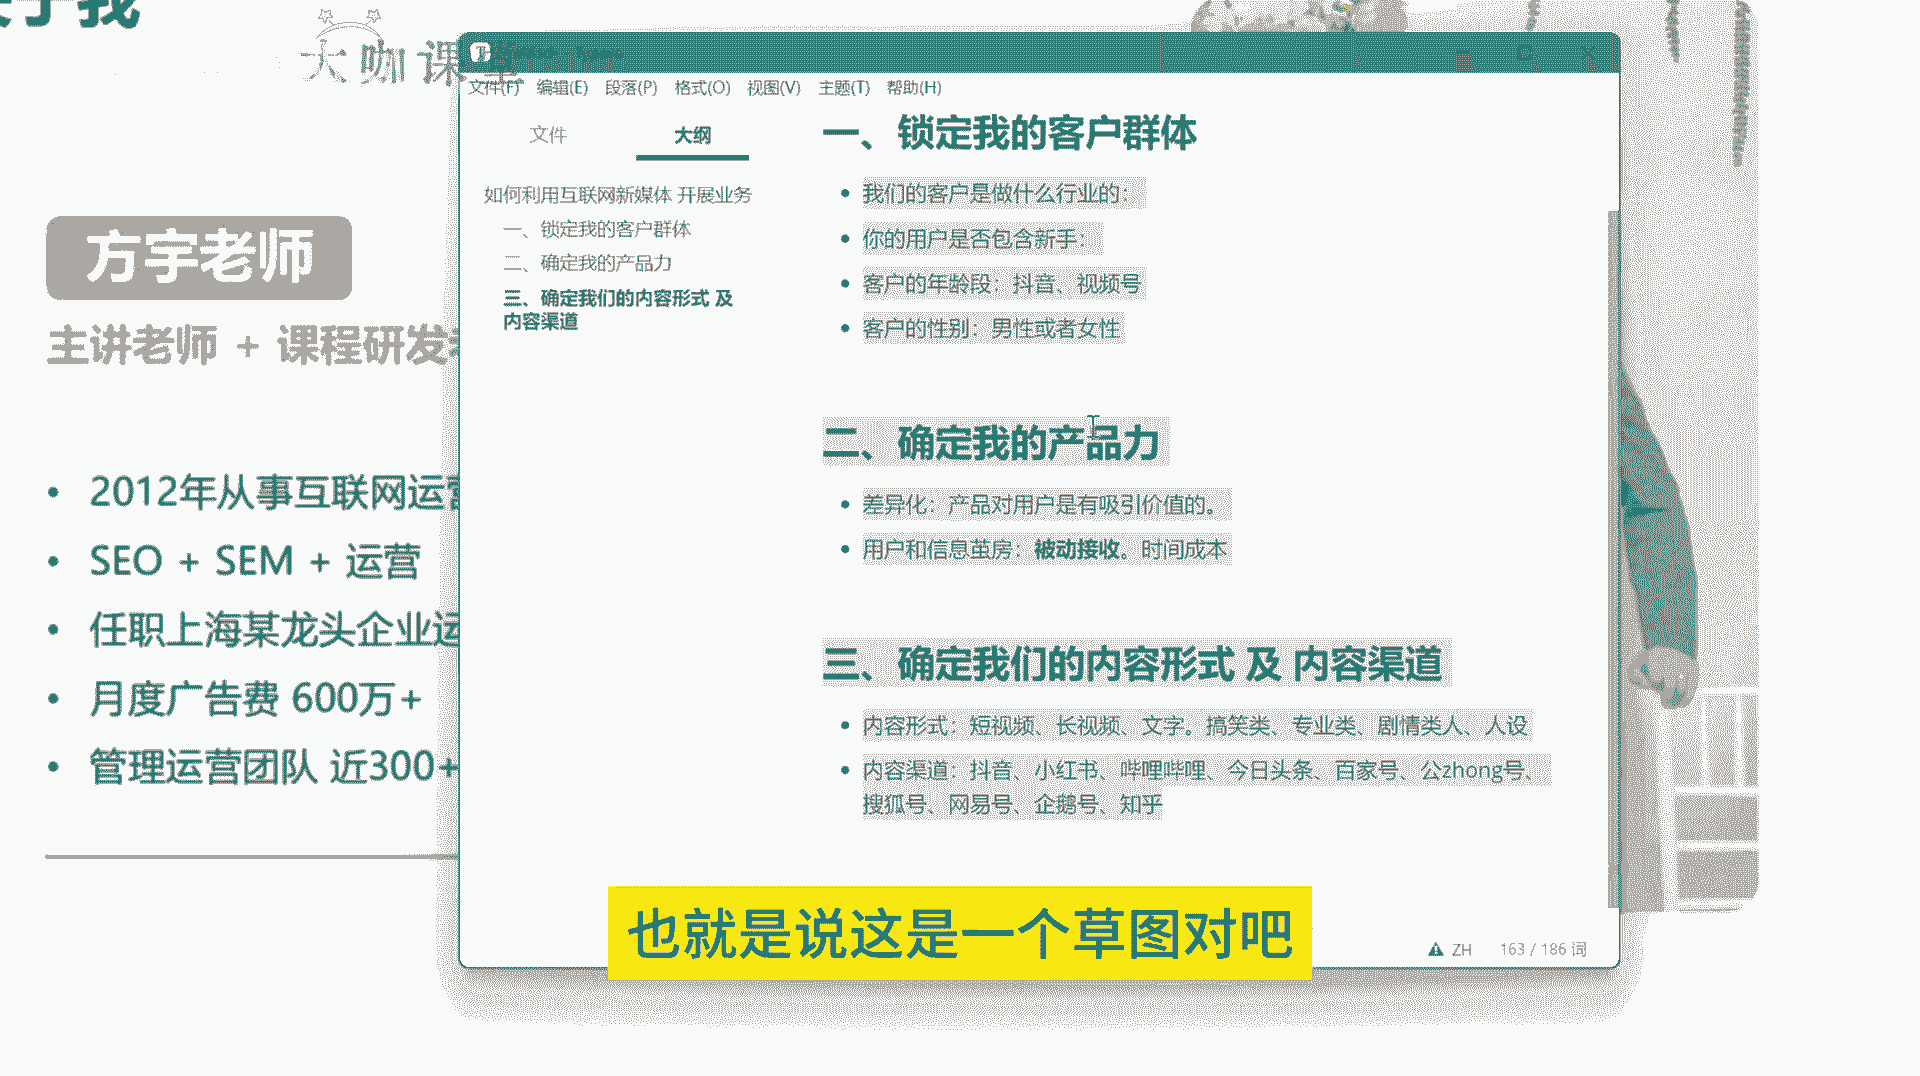 大咖课堂
方宇老师
主讲老师 + 课程研发
2012年从事互联网运营
SEO + SEM + 运营
任职上海某龙头企业运
月度广告费 600万+
管理运营团队 近300+
文件(F) 编辑(E) 段落(P) 格式(O) 视图(V) 主题(T) 帮助(H)
文件 大纲
如何利用互联网新媒体 开展业务
一、锁定我的客户群体
二、确定我的产品力
三、确定我们的内容形式 及
内容渠道
一、锁定我的客户群体
我们的客户是做什么行业的：
你的用户是否包含新手：
客户的年龄段：抖音、视频号
客户的性别：男性或者女性
二、确定我的产品力
差异化：产品对用户是有吸引价值的。
用户和信息茧房：被动接收。时间成本
三、确定我们的内容形式 及 内容渠道
内容形式：短视频、长视频、文字。搞笑类、专业类、剧情类人、人设
内容渠道：抖音、小红书、哔哩哔哩、今日头条、百家号、公zhong号、
搜狐号、网易号、企鹅号、知乎
也就是说这是一个草图对吧
ZH 163 / 186 词